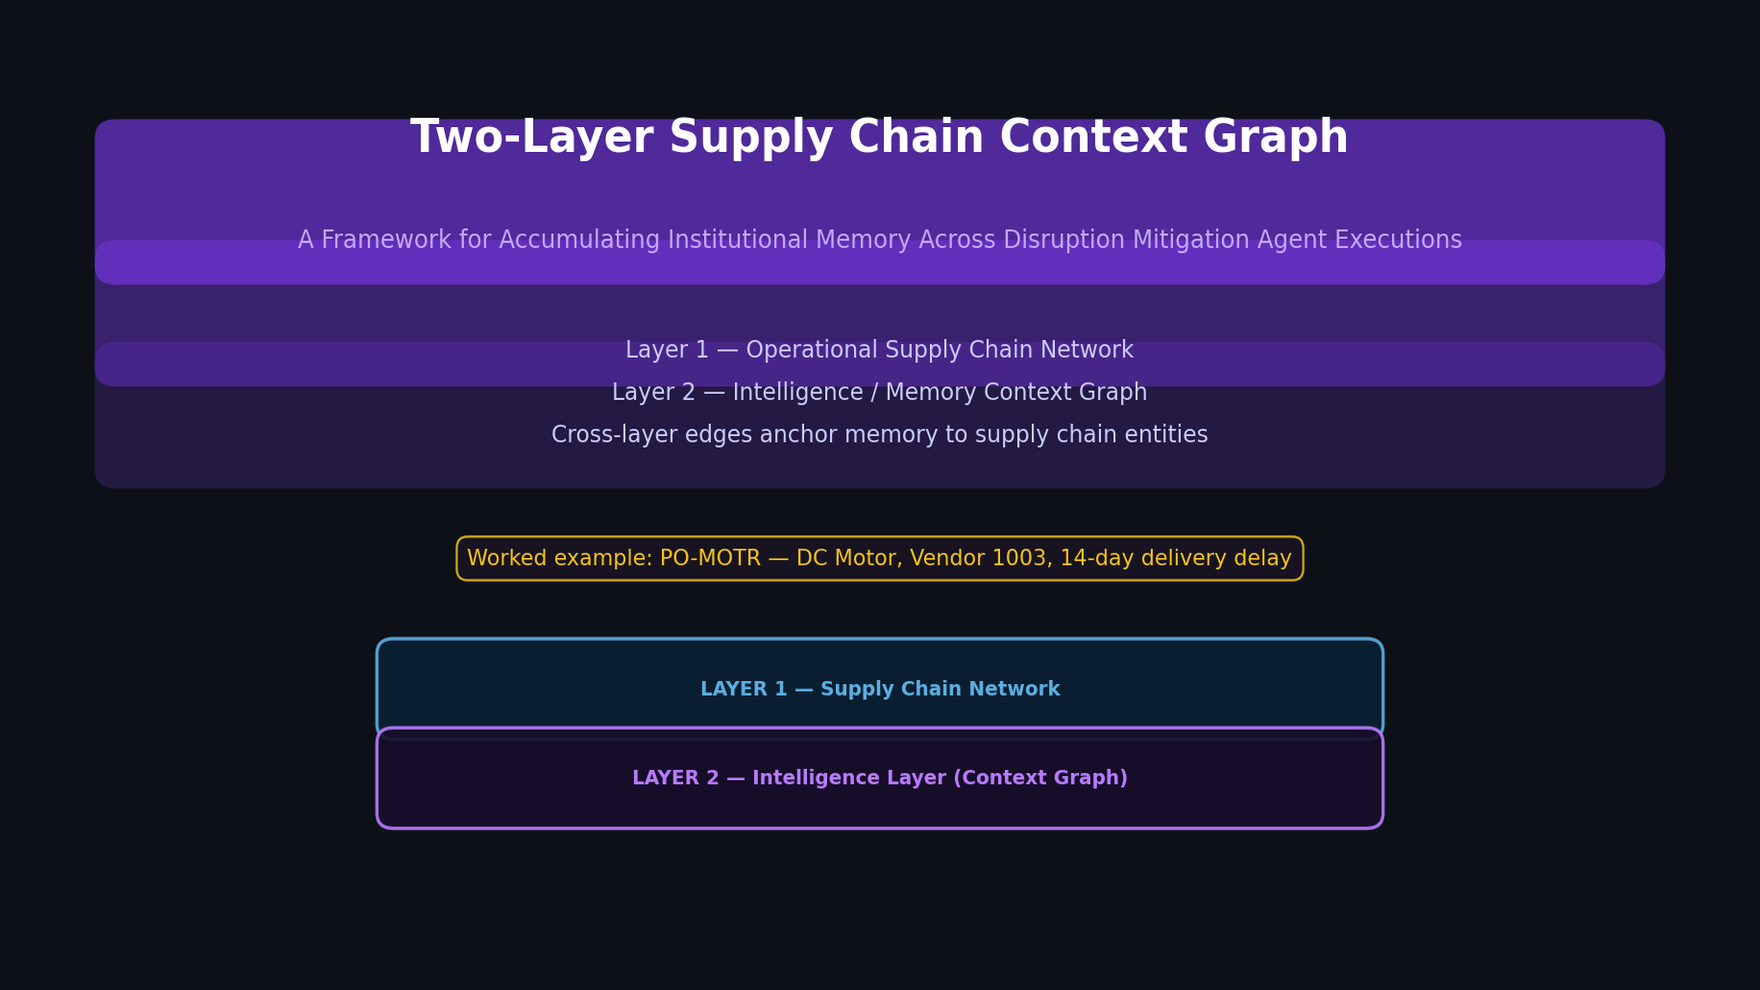 Two-Layer Supply Chain Context Graph
A Framework for Accumulating Institutional Memory Across Disruption Mitigation Agent Executions
Layer 1 — Operational Supply Chain Network
Layer 2 — Intelligence / Memory Context Graph
Cross-layer edges anchor memory to supply chain entities
Worked example: PO-MOTR — DC Motor, Vendor 1003, 14-day delivery delay
LAYER 1 — Supply Chain Network
LAYER 2 — Intelligence Layer (Context Graph)